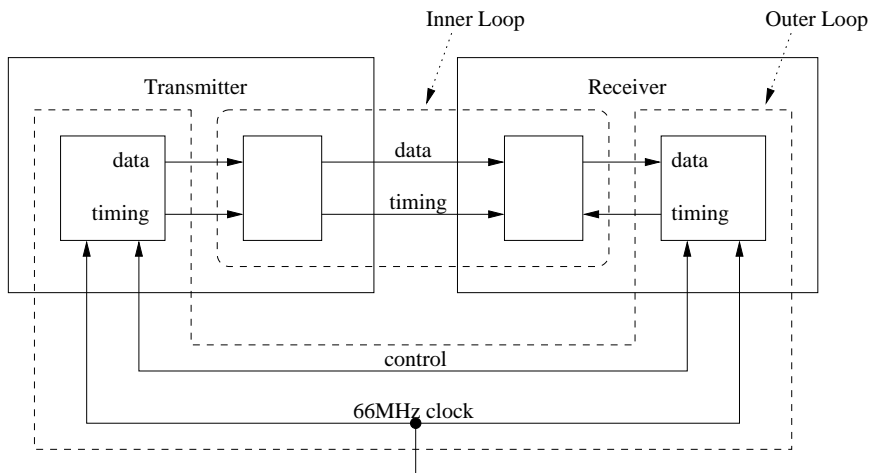 Inner Loop
Outer Loop
Transmitter
Receiver
data
data
data
timing
timing
timing
control
66MHz clock